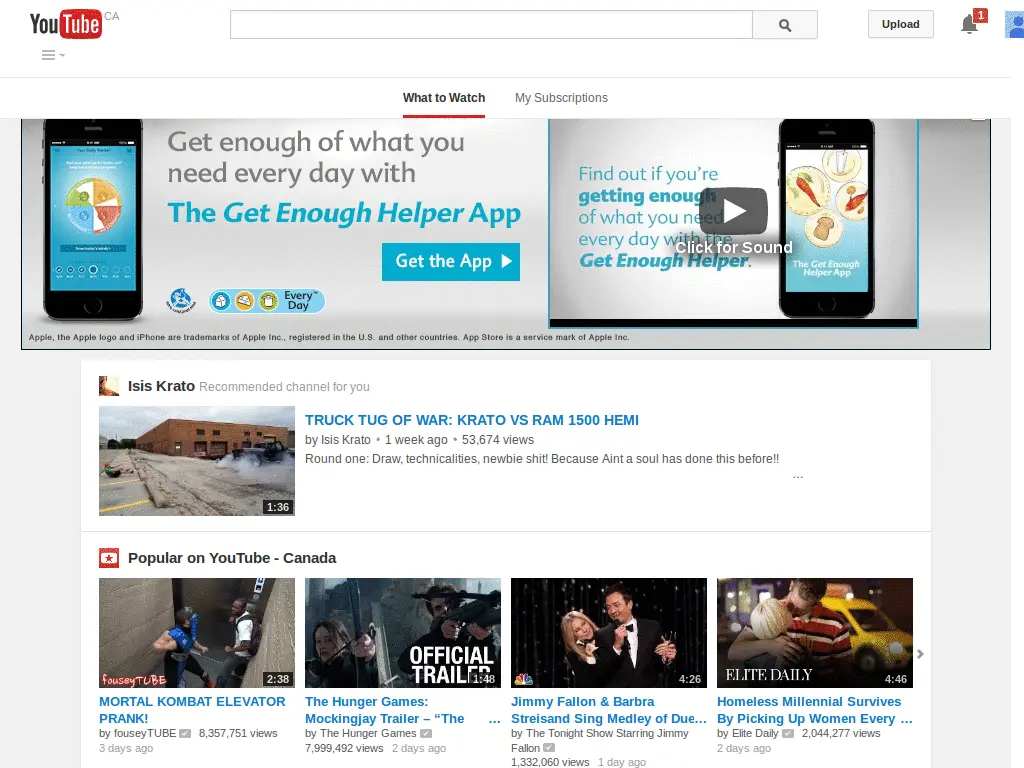 YouTube CA
Upload
1
What to Watch
My Subscriptions
Get enough of what you
need every day with
The Get Enough Helper App
Get the App
Every Day™
Find out if you're
getting enough
of what you need
every day with the
Get Enough Helper.
Click for Sound
The Get Enough
Helper App
Apple, the Apple logo and iPhone are trademarks of Apple Inc., registered in the U.S. and other countries. App Store is a service mark of Apple Inc.
Isis Krato Recommended channel for you
1:36
TRUCK TUG OF WAR: KRATO VS RAM 1500 HEMI
by Isis Krato • 1 week ago • 53,674 views
Round one: Draw, technicalities, newbie shit! Because Aint a soul has done this before!!
...
Popular on YouTube - Canada
fouseyTUBE
2:38
MORTAL KOMBAT ELEVATOR
PRANK!
by fouseyTUBE 8,357,751 views
3 days ago
OFFICIAL
TRAILER
1:48
The Hunger Games:
Mockingjay Trailer – “The ...
by The Hunger Games
7,999,492 views 2 days ago
4:26
Jimmy Fallon & Barbra
Streisand Sing Medley of Due...
by The Tonight Show Starring Jimmy
Fallon
1,332,060 views 1 day ago
ELITE DAILY
4:46
Homeless Millennial Survives
By Picking Up Women Every ...
by Elite Daily 2,044,277 views
2 days ago